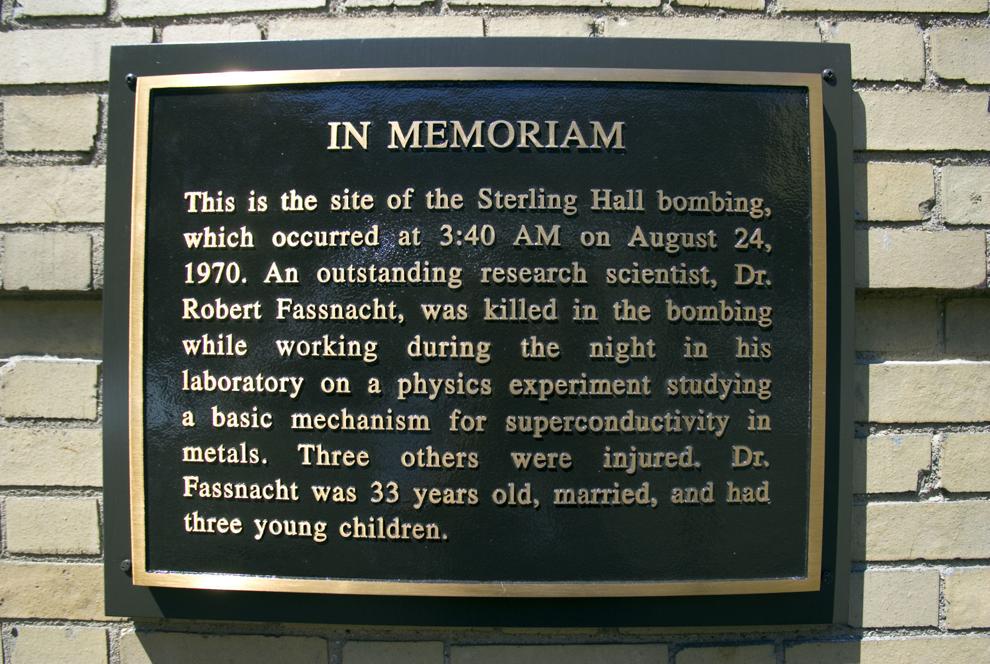 IN MEMORIAM
This is the site of the Sterling Hall bombing,
which occurred at 3:40 AM on August 24,
1970. An outstanding research scientist, Dr.
Robert Fassnacht, was killed in the bombing
while working during the night in his
laboratory on a physics experiment studying
a basic mechanism for superconductivity in
metals. Three others were injured. Dr.
Fassnacht was 33 years old, married, and had
three young children.